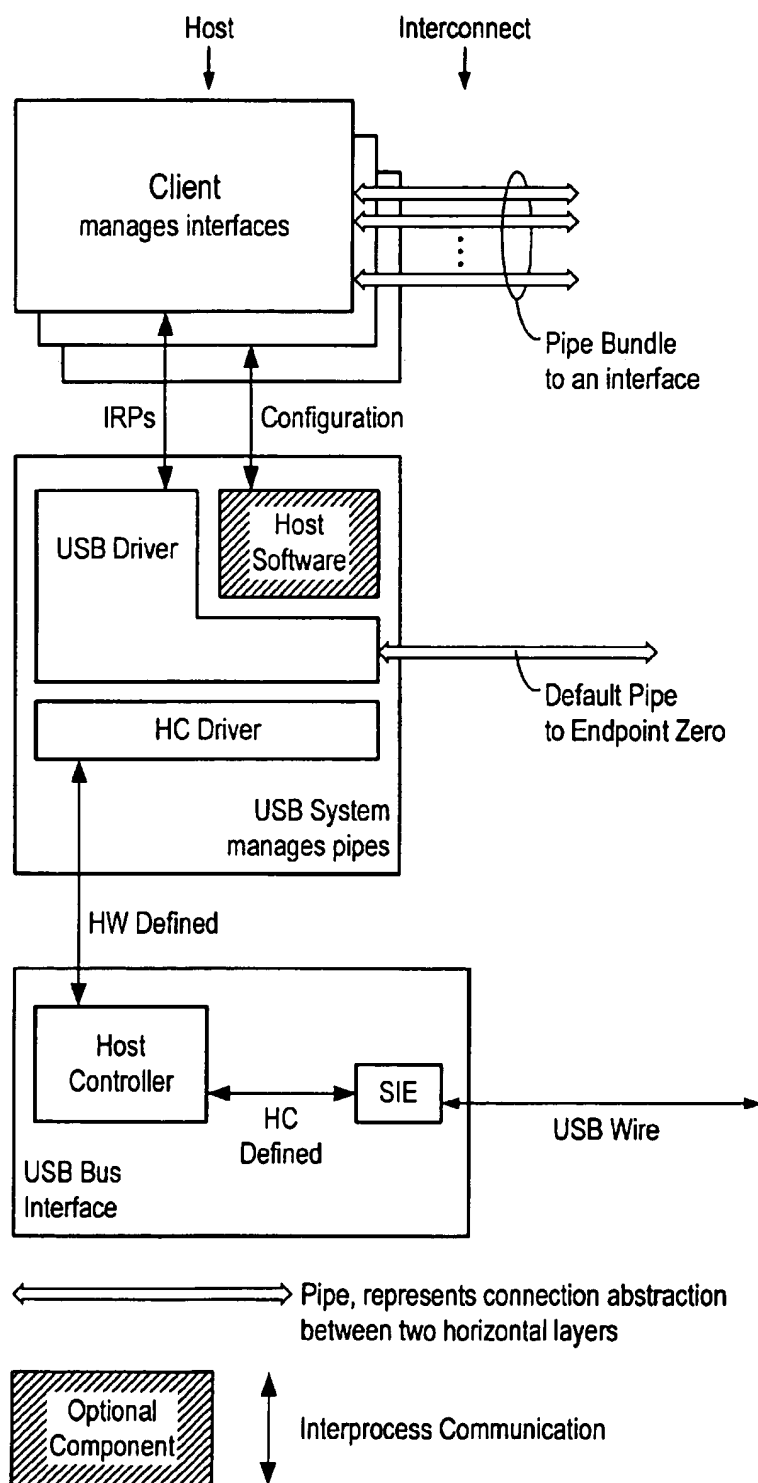 Host
Interconnect
Client
manages interfaces
Pipe Bundle
to an interface
IRPs
Configuration
USB Driver
Host
Software
Default Pipe
to Endpoint Zero
HC Driver
USB System
manages pipes
HW Defined
Host
Controller
SIE
HC
Defined
USB Wire
USB Bus
Interface
Pipe, represents connection abstraction
between two horizontal layers
Optional
Component
Interprocess Communication